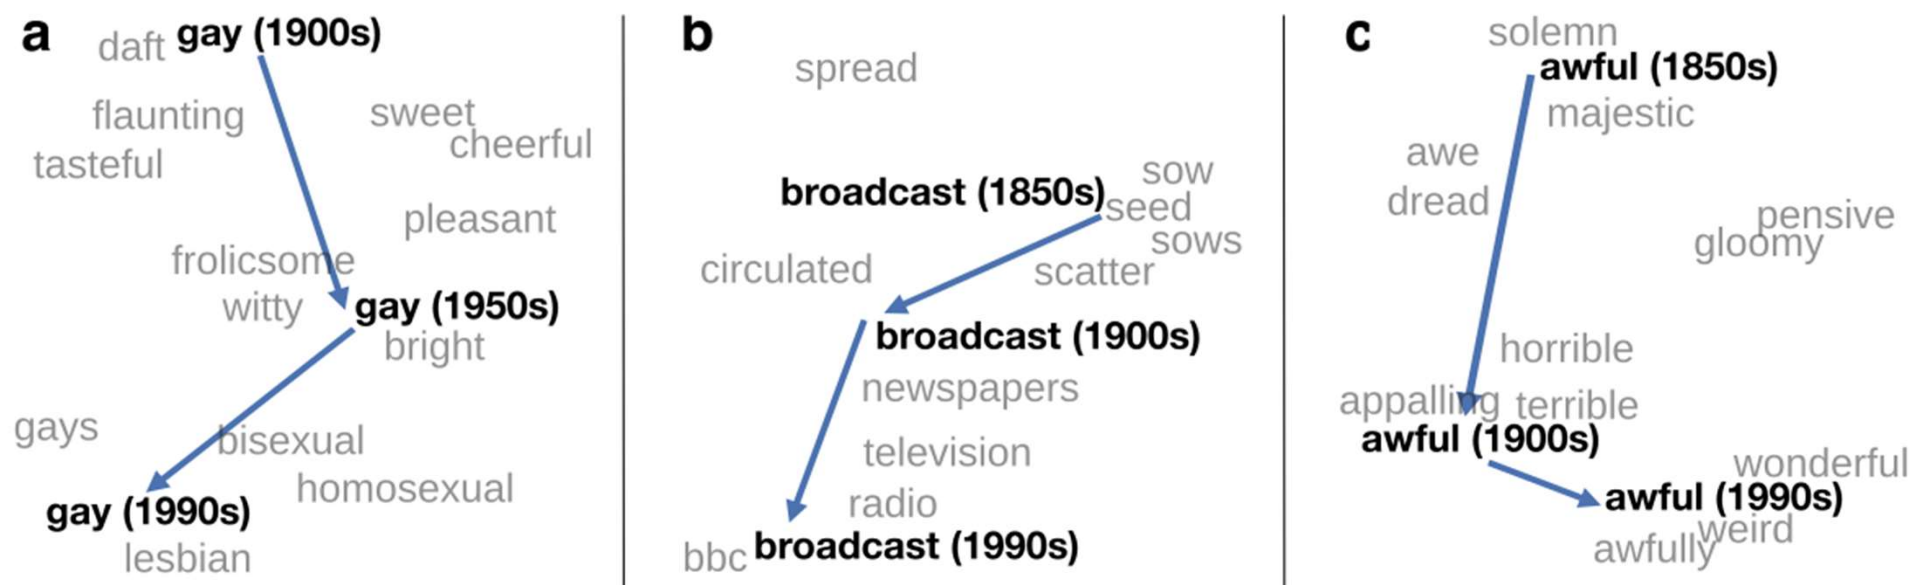 a
daft gay (1900s)
flaunting
sweet
cheerful
tasteful
pleasant
frolicsome
witty
gay (1950s)
bright
gays
bisexual
homosexual
gay (1990s)
lesbian
b
spread
sow
broadcast (1850s)
seed
sows
circulated
scatter
broadcast (1900s)
newspapers
television
radio
bbc broadcast (1990s)
c
solemn
awful (1850s)
majestic
awe
dread
pensive
gloomy
horrible
appalling terrible
awful (1900s)
wonderful
awful (1990s)
weird
awfully